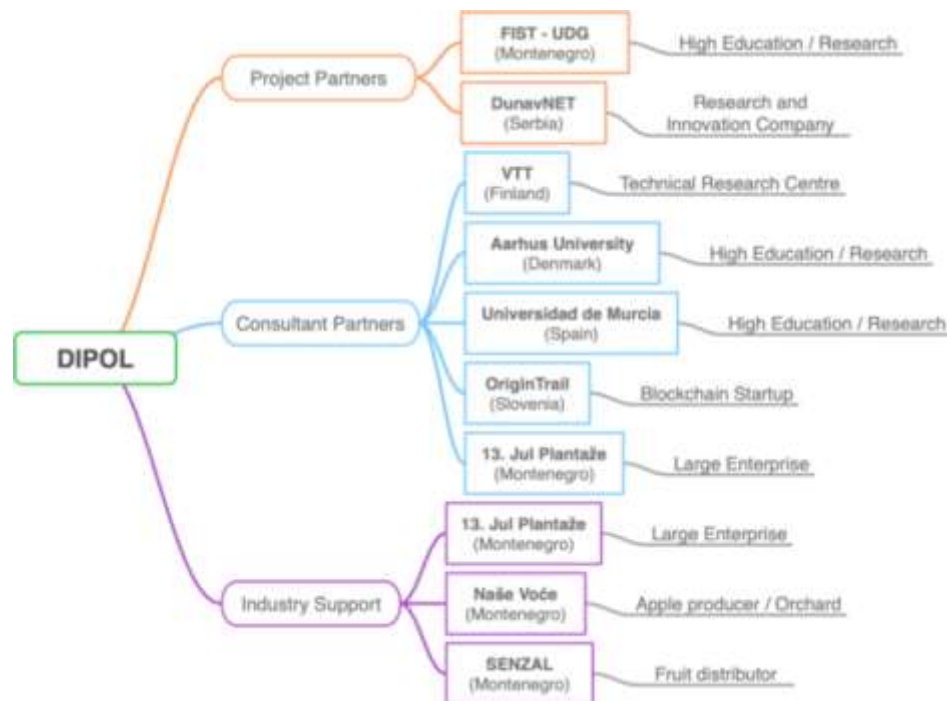 FIST - UDG
(Montenegro)
High Education / Research
Project Partners
DunavNET
(Serbia)
Research and
Innovation Company
VTT
(Finland)
Technical Research Centre
Aarhus University
(Denmark)
High Education / Research
Consultant Partners
Universidad de Murcia
(Spain)
High Education / Research
DIPOL
OriginTrail
(Slovenia)
Blockchain Startup
13. Jul Plantaže
(Montenegro)
Large Enterprise
13. Jul Plantaže
(Montenegro)
Large Enterprise
Industry Support
Naše Voće
(Montenegro)
Apple producer / Orchard
SENZAL
(Montenegro)
Fruit distributor